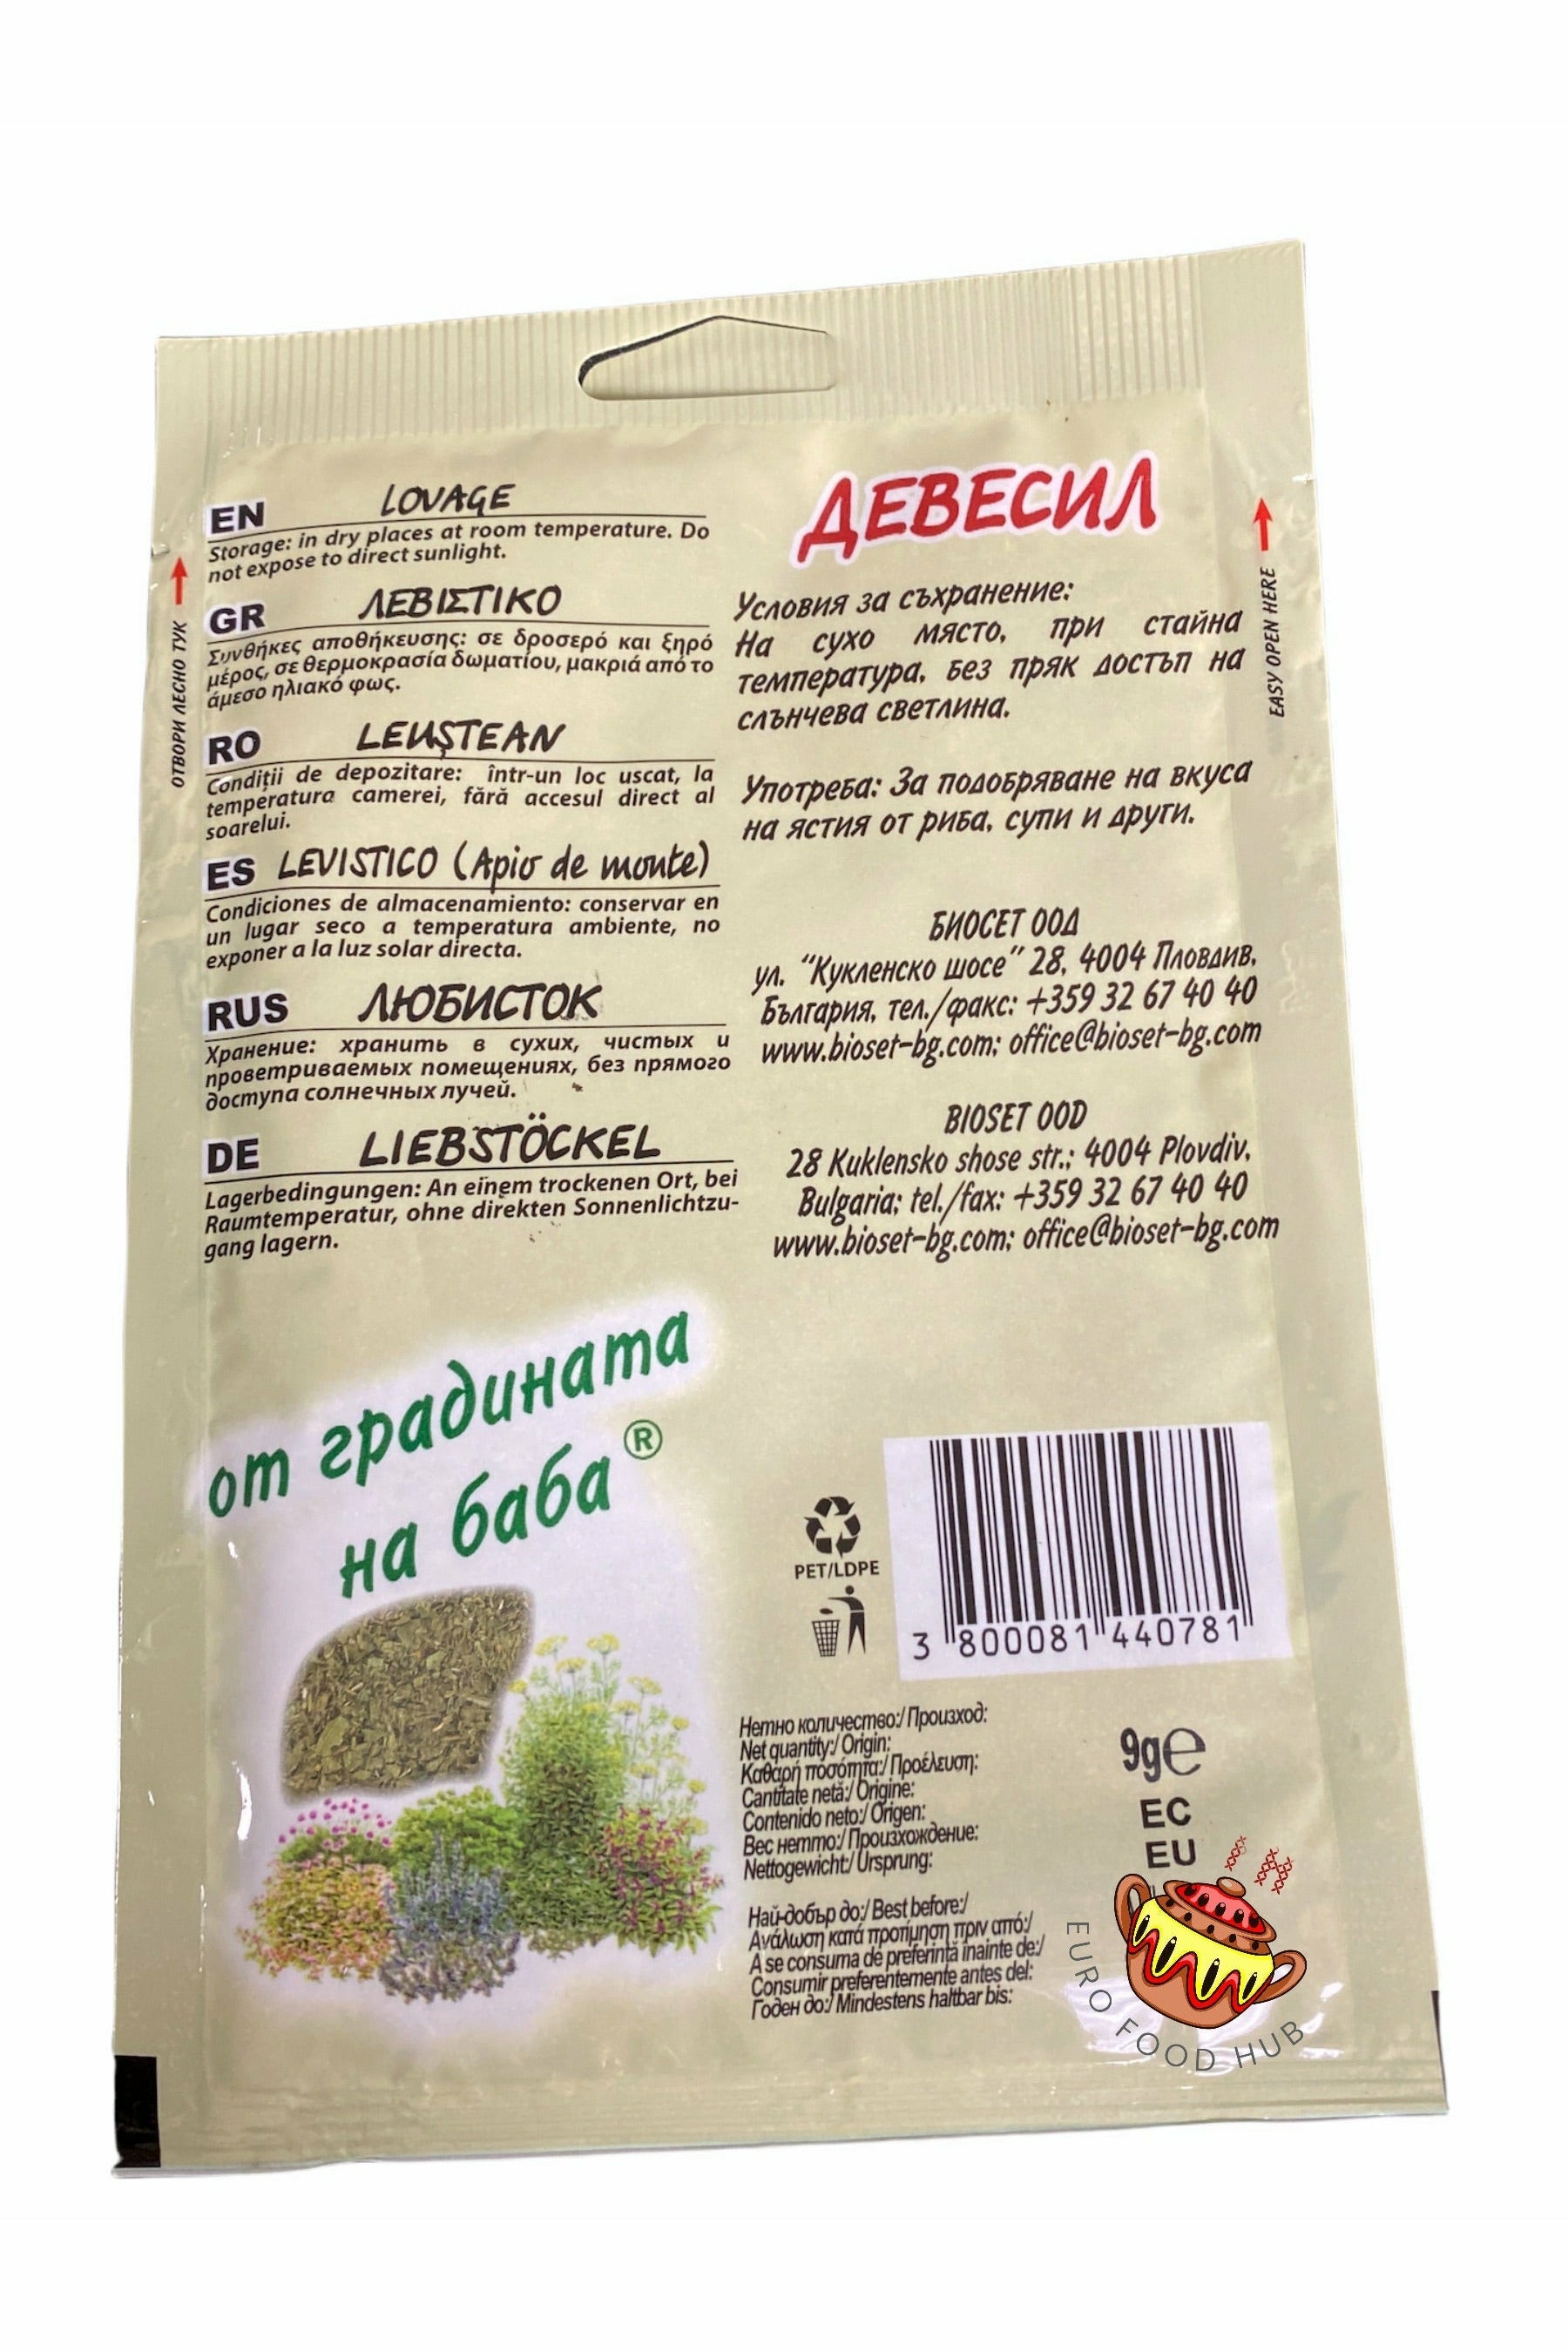 EN LOVAGE
Storage: in dry places at room temperature. Do
not expose to direct sunlight.
GR ΛΕΒΙΣΤΙΚΟ
Συνθήκες αποθήκευσης: σε δροσερό και ξηρό
μέρος, σε θερμοκρασία δωματίου, μακριά από το
άμεσο ηλιακό φως.
RO LEUȘTEAN
Condiții de depozitare: într-un loc uscat, la
temperatura camerei, fără accesul direct al
soarelui.
ES LEVISTICO (Apio de monte)
Condiciones de almacenamiento: conservar en
un lugar seco a temperatura ambiente, no
exponer a la luz solar directa.
RUS ЛЮБИСТОК
Хранение: хранить в сухих, чистых и
проветриваемых помещениях, без прямого
доступа солнечных лучей.
DE LIEBSTÖCKEL
Lagerbedingungen: An einem trockenen Ort, bei
Raumtemperatur, ohne direkten Sonnenlichtzu-
gang lagern.
ОТВОРИ ЛЕСНО ТУК
ДЕВЕСИЛ
Условия за съхранение:
На сухо място, при стайна
температура, без пряк достъп на
слънчева светлина.
Употреба: За подобряване на вкуса
на ястия от риба, супи и други.
БИОСЕТ ООД
ул. "Кукленско шосе" 28, 4004 Пловдив,
България, тел./факс: +359 32 67 40 40
www.bioset-bg.com; office@bioset-bg.com
BIOSET OOD
28 Kuklensko shose str.; 4004 Plovdiv,
Bulgaria; tel./fax: +359 32 67 40 40
www.bioset-bg.com; office@bioset-bg.com
EASY OPEN HERE
от градината
на баба®
PET/LDPE
3 800081 440781
Нетно количество:/ Произход:
Net quantity:/ Origin:
Καθαρή ποσότητα:/ Προέλευση:
Cantitate netă:/ Origine:
Contenido neto:/ Origen:
Вес нетто:/ Произхождение:
Nettogewicht:/ Ursprung:
9g℮
ЕС
EU
Най-добър до:/ Best before:/
Ανάλωση κατά προτίμηση πριν από:/
A se consuma de preferință înainte de:/
Consumir preferentemente antes del:
Годен до:/ Mindestens haltbar bis:
EURO FOOD HUB